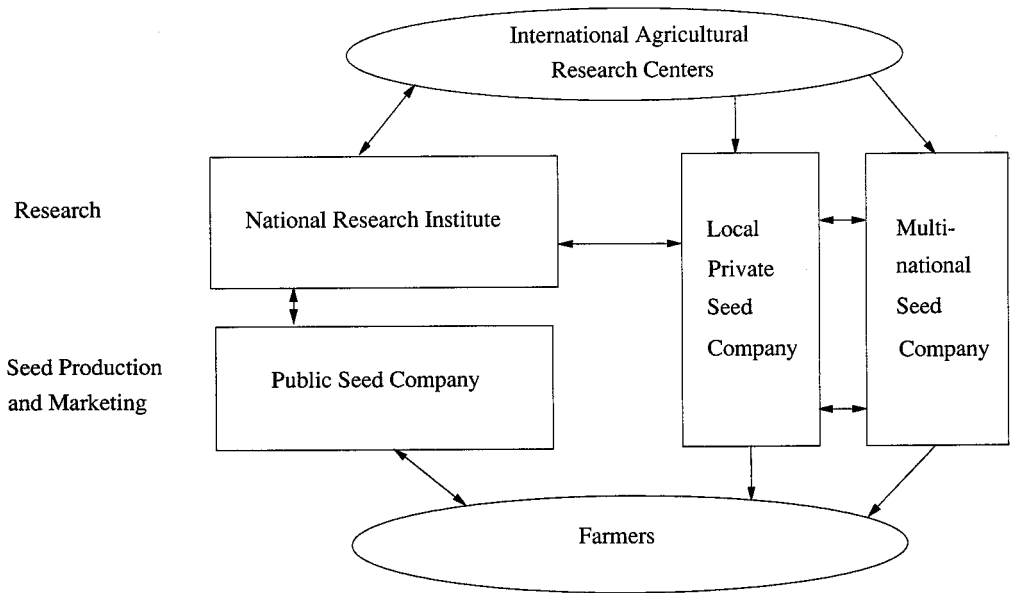 International Agricultural
Research Centers
Research
National Research Institute
Local
Private
Seed
Company
Multi-
national
Seed
Company
Seed Production
and Marketing
Public Seed Company
Farmers